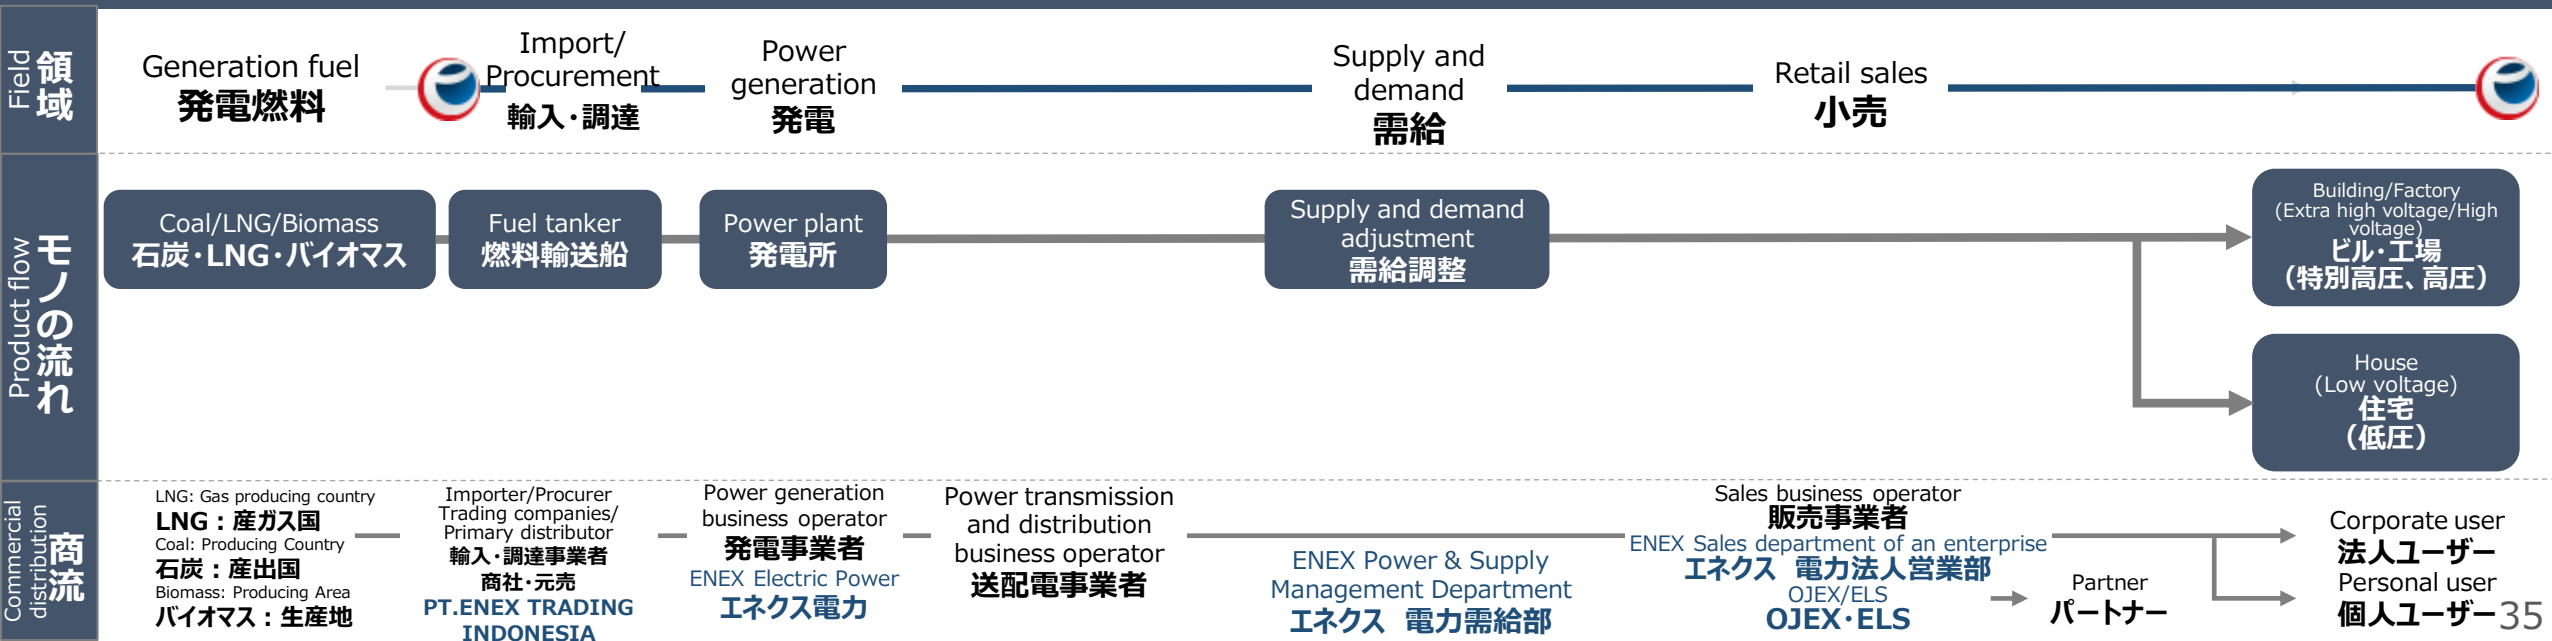 Field
領域
Generation fuel
発電燃料
Import/
Procurement
輸入・調達
Power
generation
発電
Supply and
demand
需給
Retail sales
小売
Product flow
モノの流れ
Coal/LNG/Biomass
石炭・LNG・バイオマス
Fuel tanker
燃料輸送船
Power plant
発電所
Supply and demand
adjustment
需給調整
Building/Factory
(Extra high voltage/High
voltage)
ビル・工場
（特別高圧、高圧）
House
(Low voltage)
住宅
（低圧）
Commercial
distribution
商流
LNG: Gas producing country
LNG：産ガス国
Coal: Producing Country
石炭：産出国
Biomass: Producing Area
バイオマス：生産地
Importer/Procurer
Trading companies/
Primary distributor
輸入・調達事業者
商社・元売
PT.ENEX TRADING
INDONESIA
Power generation
business operator
発電事業者
ENEX Electric Power
エネクス電力
Power transmission
and distribution
business operator
送配電事業者
ENEX Power & Supply
Management Department
エネクス 電力需給部
Sales business operator
販売事業者
ENEX Sales department of an enterprise
エネクス 電力法人営業部
OJEX/ELS
OJEX・ELS
Partner
パートナー
Corporate user
法人ユーザー
Personal user
個人ユーザー
35